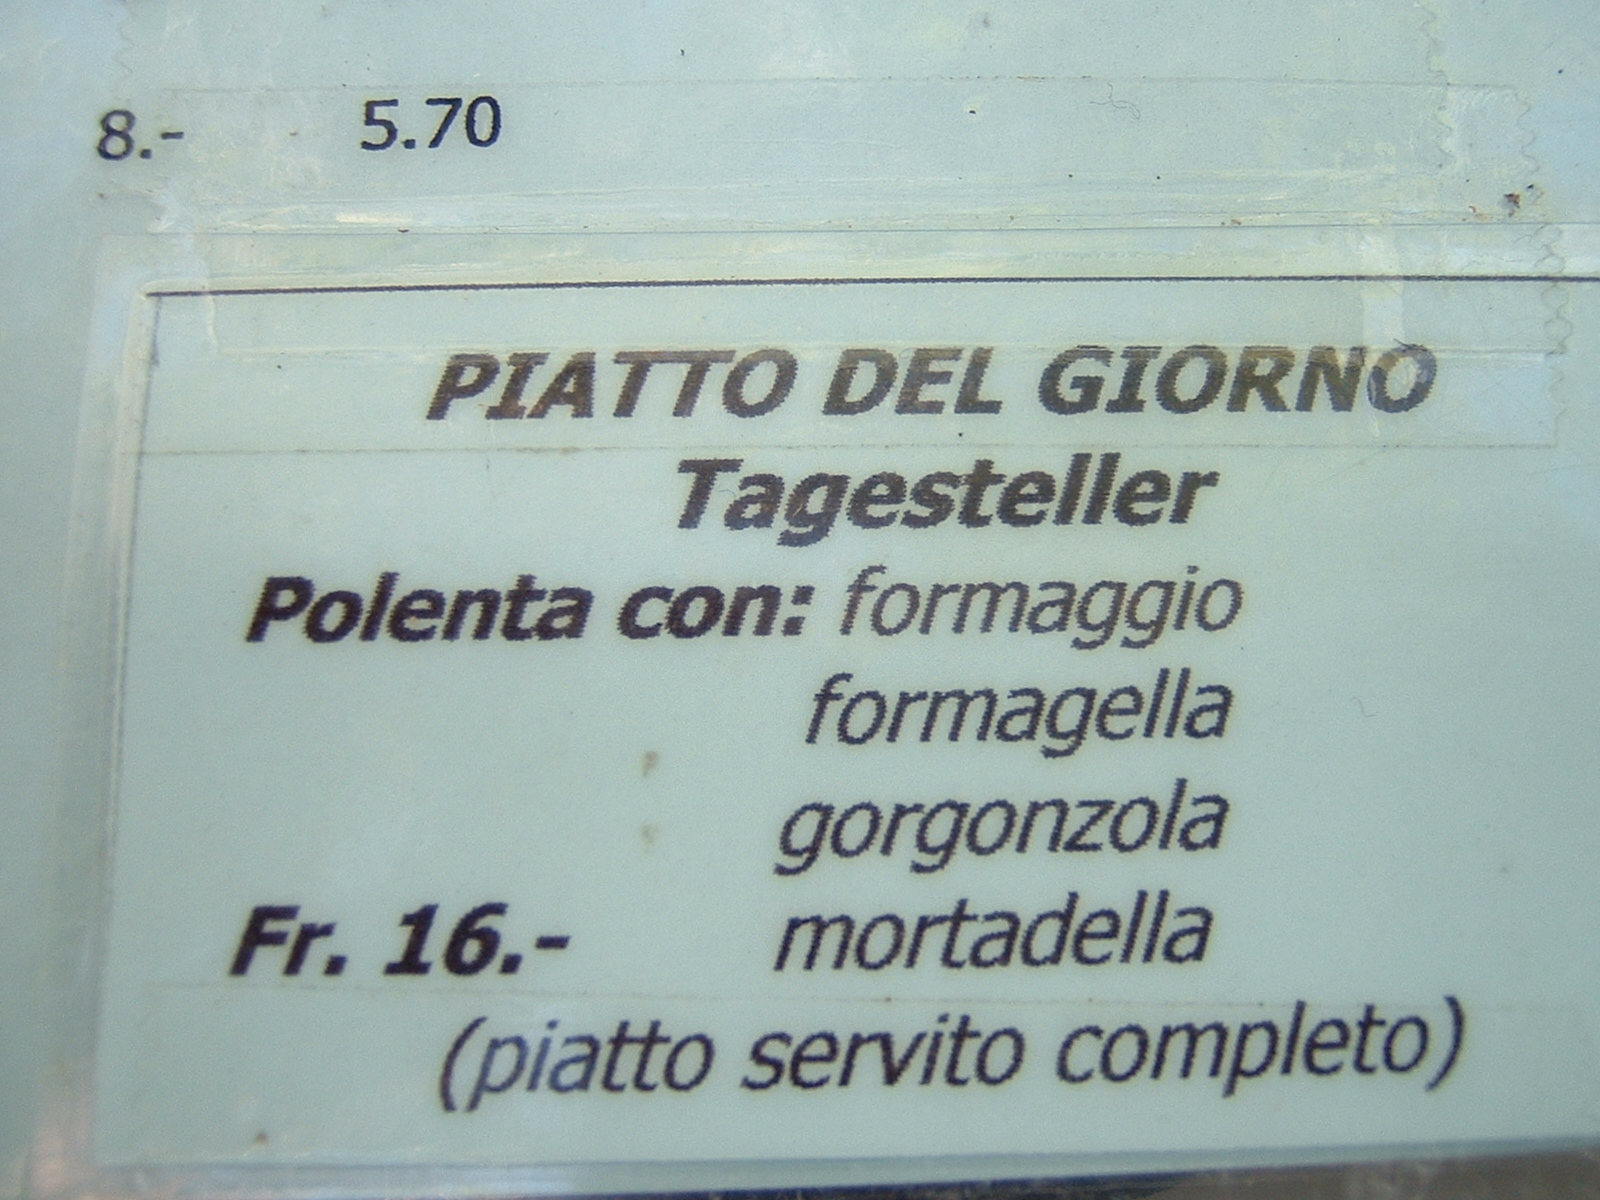 8.- 5.70
PIATTO DEL GIORNO
Tagesteller
Polenta con: formaggio
formagella
gorgonzola
Fr. 16.- mortadella
(piatto servito completo)